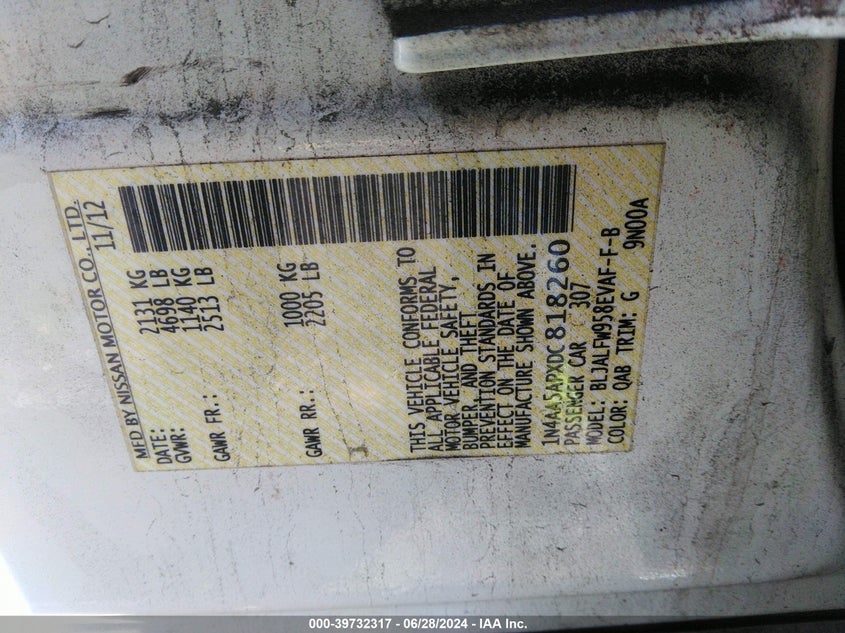 MFD BY NISSAN MOTOR CO., LTD.
DATE: 11/12
GVWR: 2131 KG
4698 LB
GAWR FR.: 1140 KG
2513 LB
GAWR RR.: 1000 KG
2205 LB
THIS VEHICLE CONFORMS TO
ALL APPLICABLE FEDERAL
MOTOR VEHICLE SAFETY,
BUMPER, AND THEFT
PREVENTION STANDARDS IN
EFFECT ON THE DATE OF
MANUFACTURE SHOWN ABOVE.
1N4AA5APXDC818260
PASSENGER CAR 307
MODEL: BLJALFW958EVAF-F-B
COLOR: QAB TRIM: G 9N00A
000-39732317 / 06/28/2024 - IAA Inc.